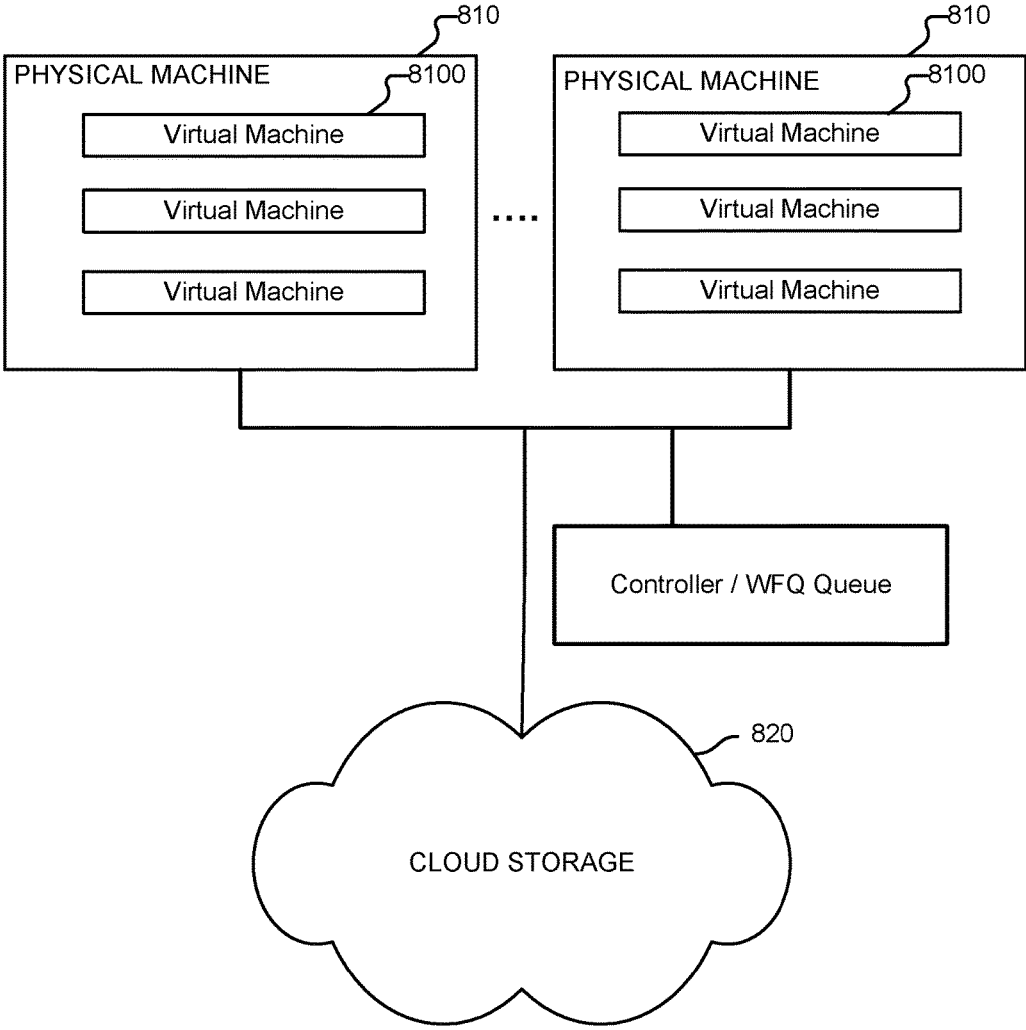 810
810
PHYSICAL MACHINE
8100
PHYSICAL MACHINE
8100
Virtual Machine
Virtual Machine
Virtual Machine
Virtual Machine
....
Virtual Machine
Virtual Machine
Controller / WFQ Queue
820
CLOUD STORAGE